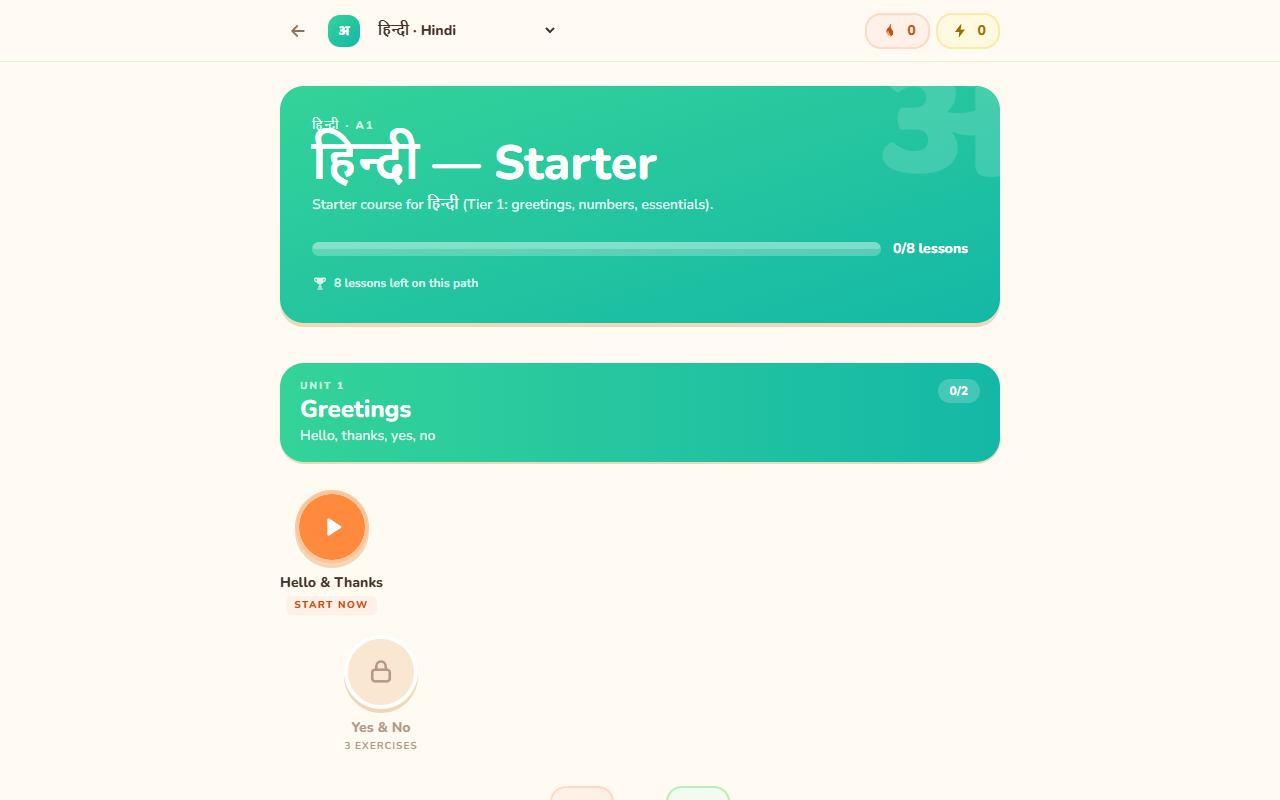 अ
हिन्दी · Hindi
0
0
अ
हिन्दी · A1
हिन्दी — Starter
Starter course for हिन्दी (Tier 1: greetings, numbers, essentials).
0/8 lessons
8 lessons left on this path
UNIT 1
0/2
Greetings
Hello, thanks, yes, no
Hello & Thanks
START NOW
Yes & No
3 EXERCISES